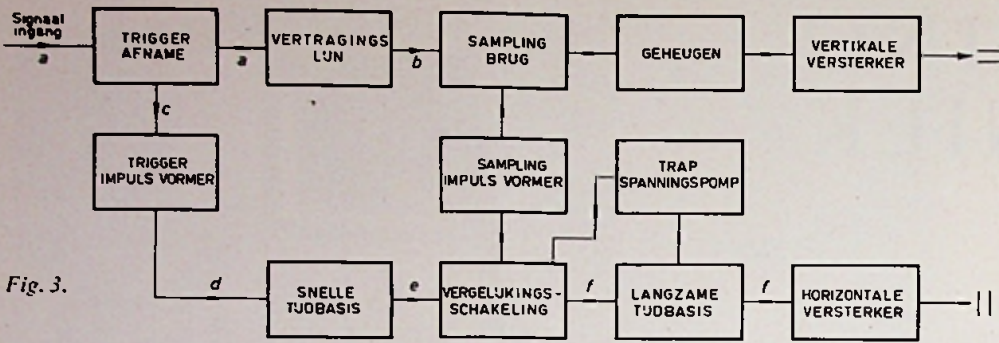 Signaal
ingang
a
TRIGGER
AFNAME
a
VERTRAGINGS
LIJN
b
SAMPLING
BRUG
GEHEUGEN
VERTIKALE
VERSTERKER
c
TRIGGER
IMPULS VORMER
SAMPLING
IMPULS VORMER
TRAP
SPANNINGSPOMP
Fig. 3.
d
SNELLE
TIJDBASIS
e
VERGELIJKINGS-
SCHAKELING
f
LANGZAME
TIJDBASIS
f
HORIZONTALE
VERSTERKER